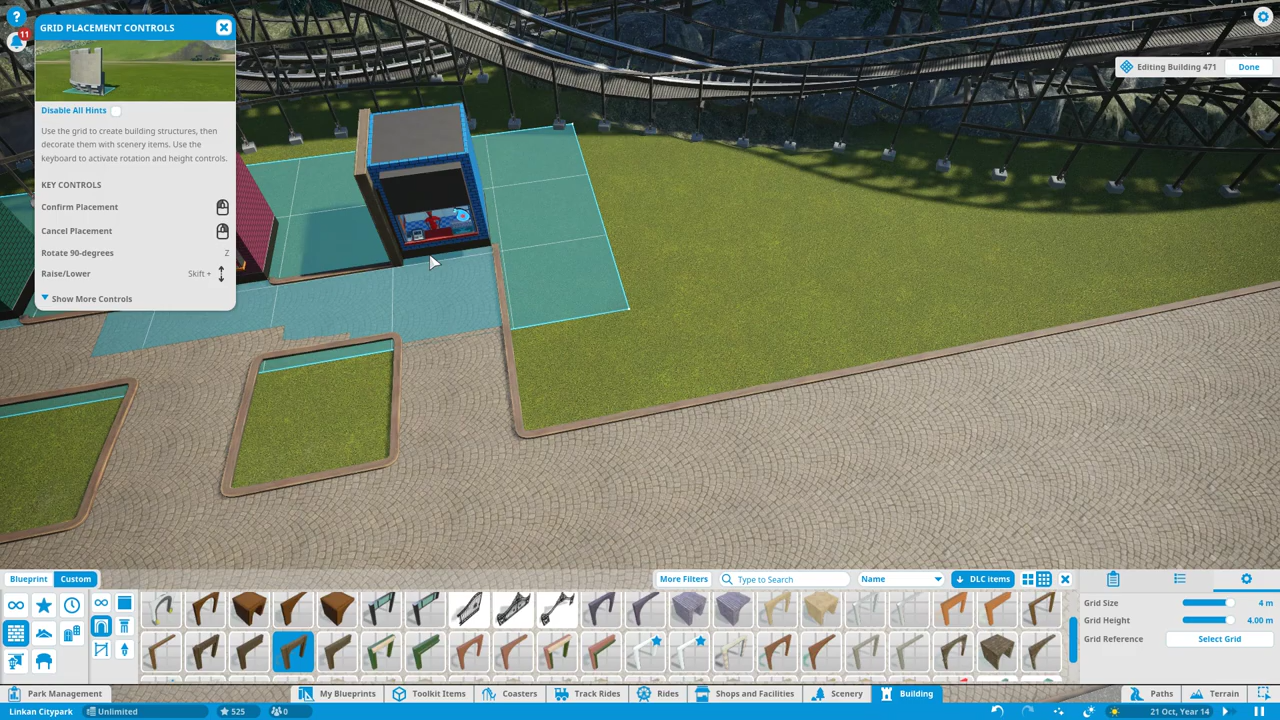 ?
11
GRID PLACEMENT CONTROLS
Disable All Hints
Use the grid to create building structures, then
decorate them with scenery items. Use the
keyboard to activate rotation and height controls.
KEY CONTROLS
Confirm Placement
Cancel Placement
Rotate 90-degrees Z
Raise/Lower Skift +
Show More Controls
Editing Building 471 Done
Blueprint Custom
More Filters Type to Search Name DLC items
Grid Size 4 m
Grid Height 4.00 m
Grid Reference Select Grid
Park Management My Blueprints Toolkit Items Coasters Track Rides Rides Shops and Facilities Scenery Building Paths Terrain
Linkan Citypark Unlimited 525 0 21 Oct, Year 14